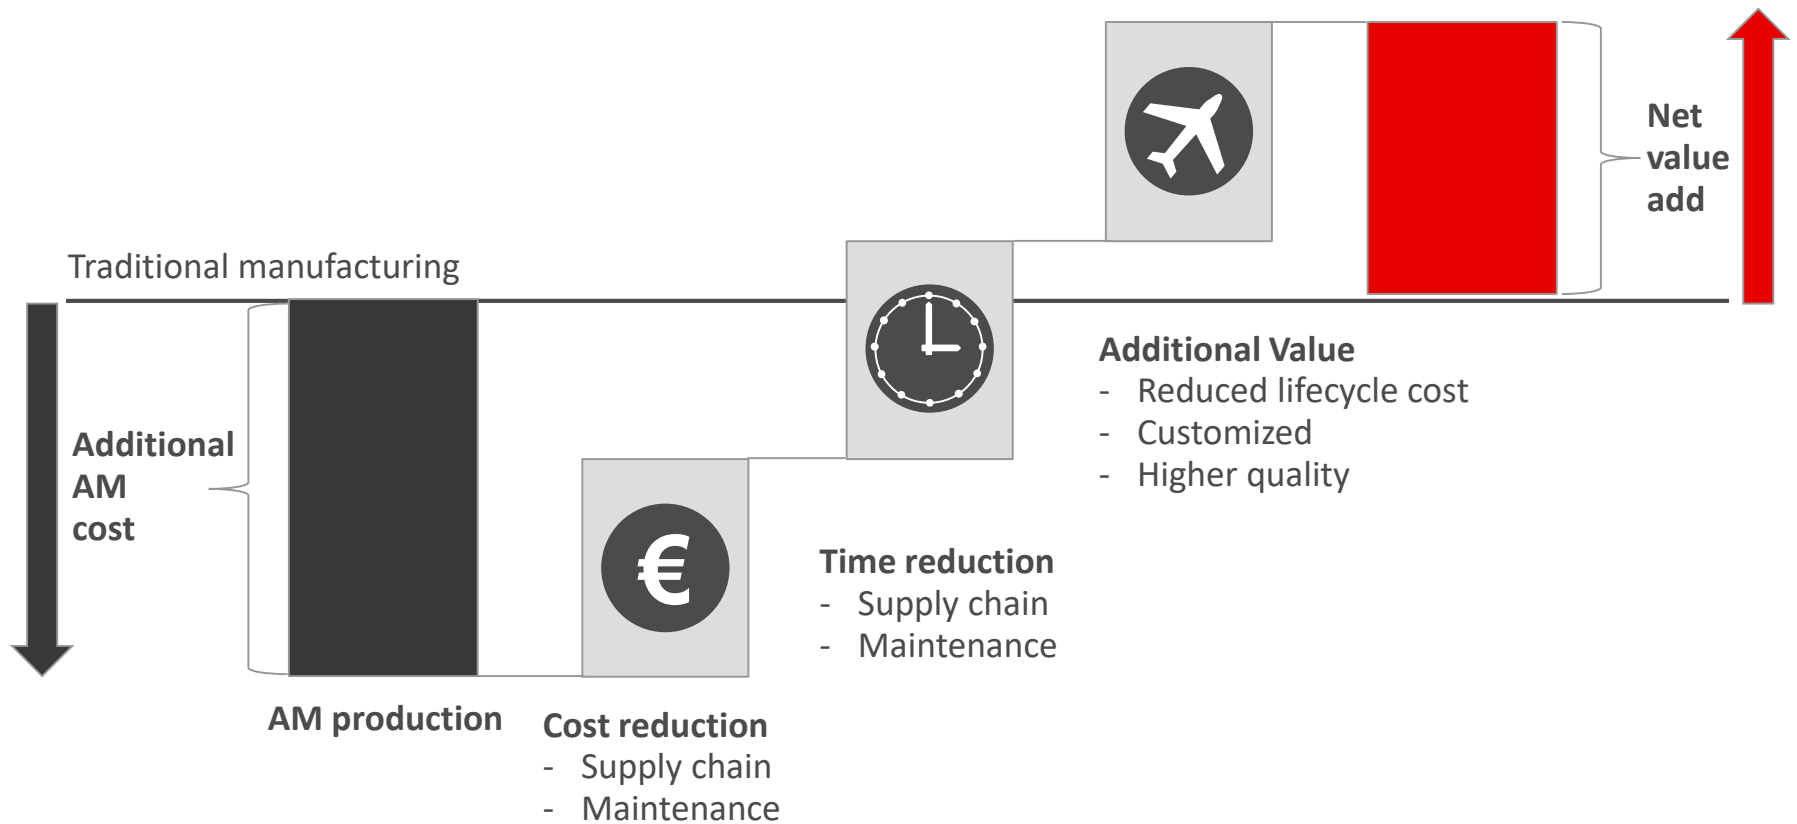 Traditional manufacturing
Additional
AM
cost
AM production
€
Cost reduction
- Supply chain
- Maintenance
Time reduction
- Supply chain
- Maintenance
Additional Value
- Reduced lifecycle cost
- Customized
- Higher quality
Net
value
add